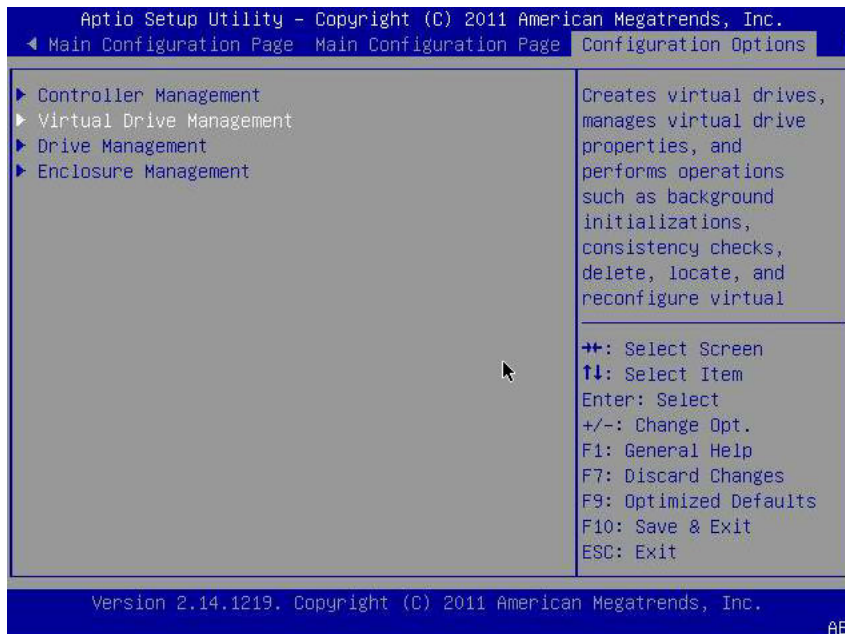 Aptio Setup Utility – Copyright (C) 2011 American Megatrends, Inc.
Main Configuration Page Main Configuration Page Configuration Options
Controller Management
Virtual Drive Management
Drive Management
Enclosure Management
Creates virtual drives,
manages virtual drive
properties, and
performs operations
such as background
initializations,
consistency checks,
delete, locate, and
reconfigure virtual
→←: Select Screen
↑↓: Select Item
Enter: Select
+/-: Change Opt.
F1: General Help
F7: Discard Changes
F9: Optimized Defaults
F10: Save & Exit
ESC: Exit
Version 2.14.1219. Copyright (C) 2011 American Megatrends, Inc.